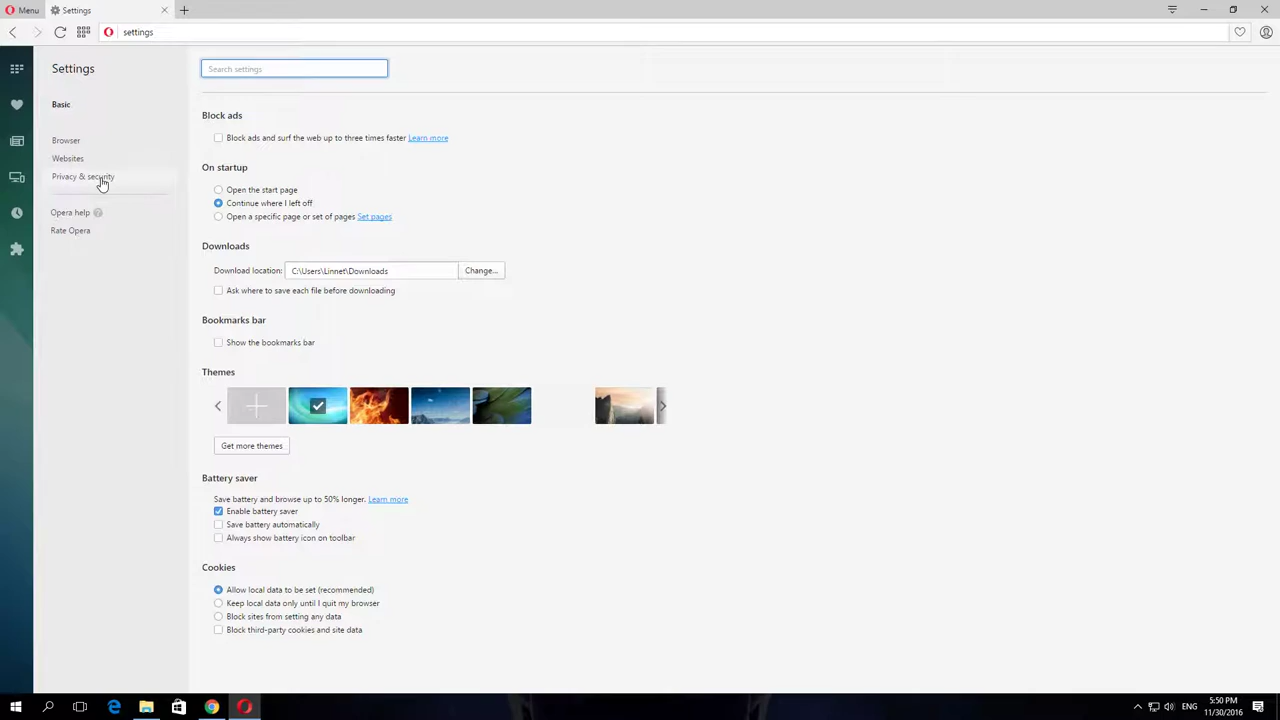 Menu
Settings
settings
Settings
Search settings
Basic
Browser
Websites
Privacy & security
Opera help ?
Rate Opera
Block ads
Block ads and surf the web up to three times faster Learn more
On startup
Open the start page
Continue where I left off
Open a specific page or set of pages Set pages
Downloads
Download location: C:\Users\Linnet\Downloads Change...
Ask where to save each file before downloading
Bookmarks bar
Show the bookmarks bar
Themes
Get more themes
Battery saver
Save battery and browse up to 50% longer. Learn more
Enable battery saver
Save battery automatically
Always show battery icon on toolbar
Cookies
Allow local data to be set (recommended)
Keep local data only until I quit my browser
Block sites from setting any data
Block third-party cookies and site data
ENG
5:50 PM
11/30/2016